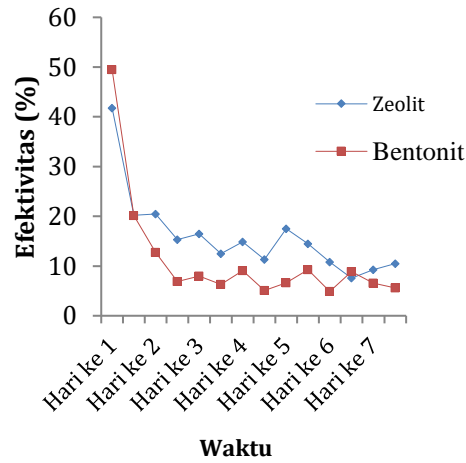 60
50
40
30
20
10
0
Efektivitas (%)
Zeolit
Bentonit
Hari ke 1
Hari ke 2
Hari ke 3
Hari ke 4
Hari ke 5
Hari ke 6
Hari ke 7
Waktu